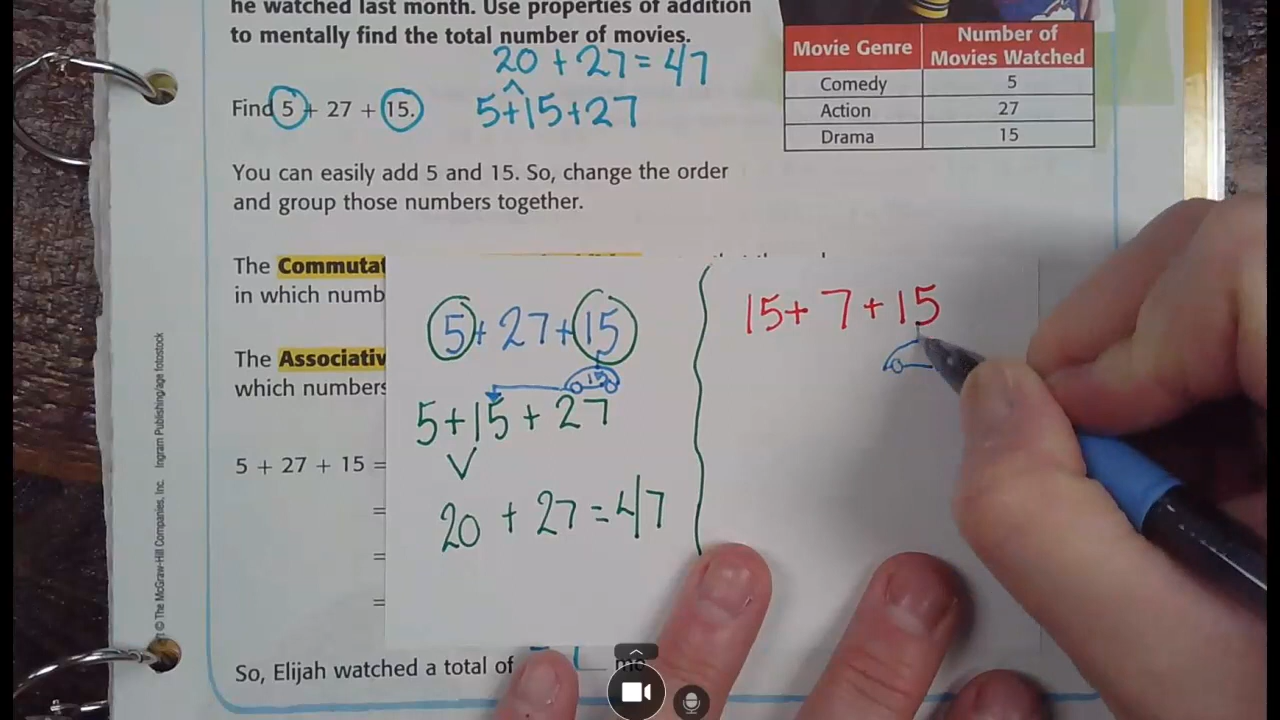 he watched last month. Use properties of addition
to mentally find the total number of movies.
20 + 27 = 47
Find 5 + 27 + 15.
5+15+27
Movie Genre Number of Movies Watched
Comedy 5
Action 27
Drama 15
You can easily add 5 and 15. So, change the order
and group those numbers together.
The Commutat
in which numb
The Associativ
which numbers
5 + 27 + 15 =
=
=
=
5+ 27+15
15
5+15 + 27
20 + 27 = 47
15+ 7 + 15
So, Elijah watched a total of
The McGraw-Hill Companies, Inc. Ingram Publishing/age fotostock